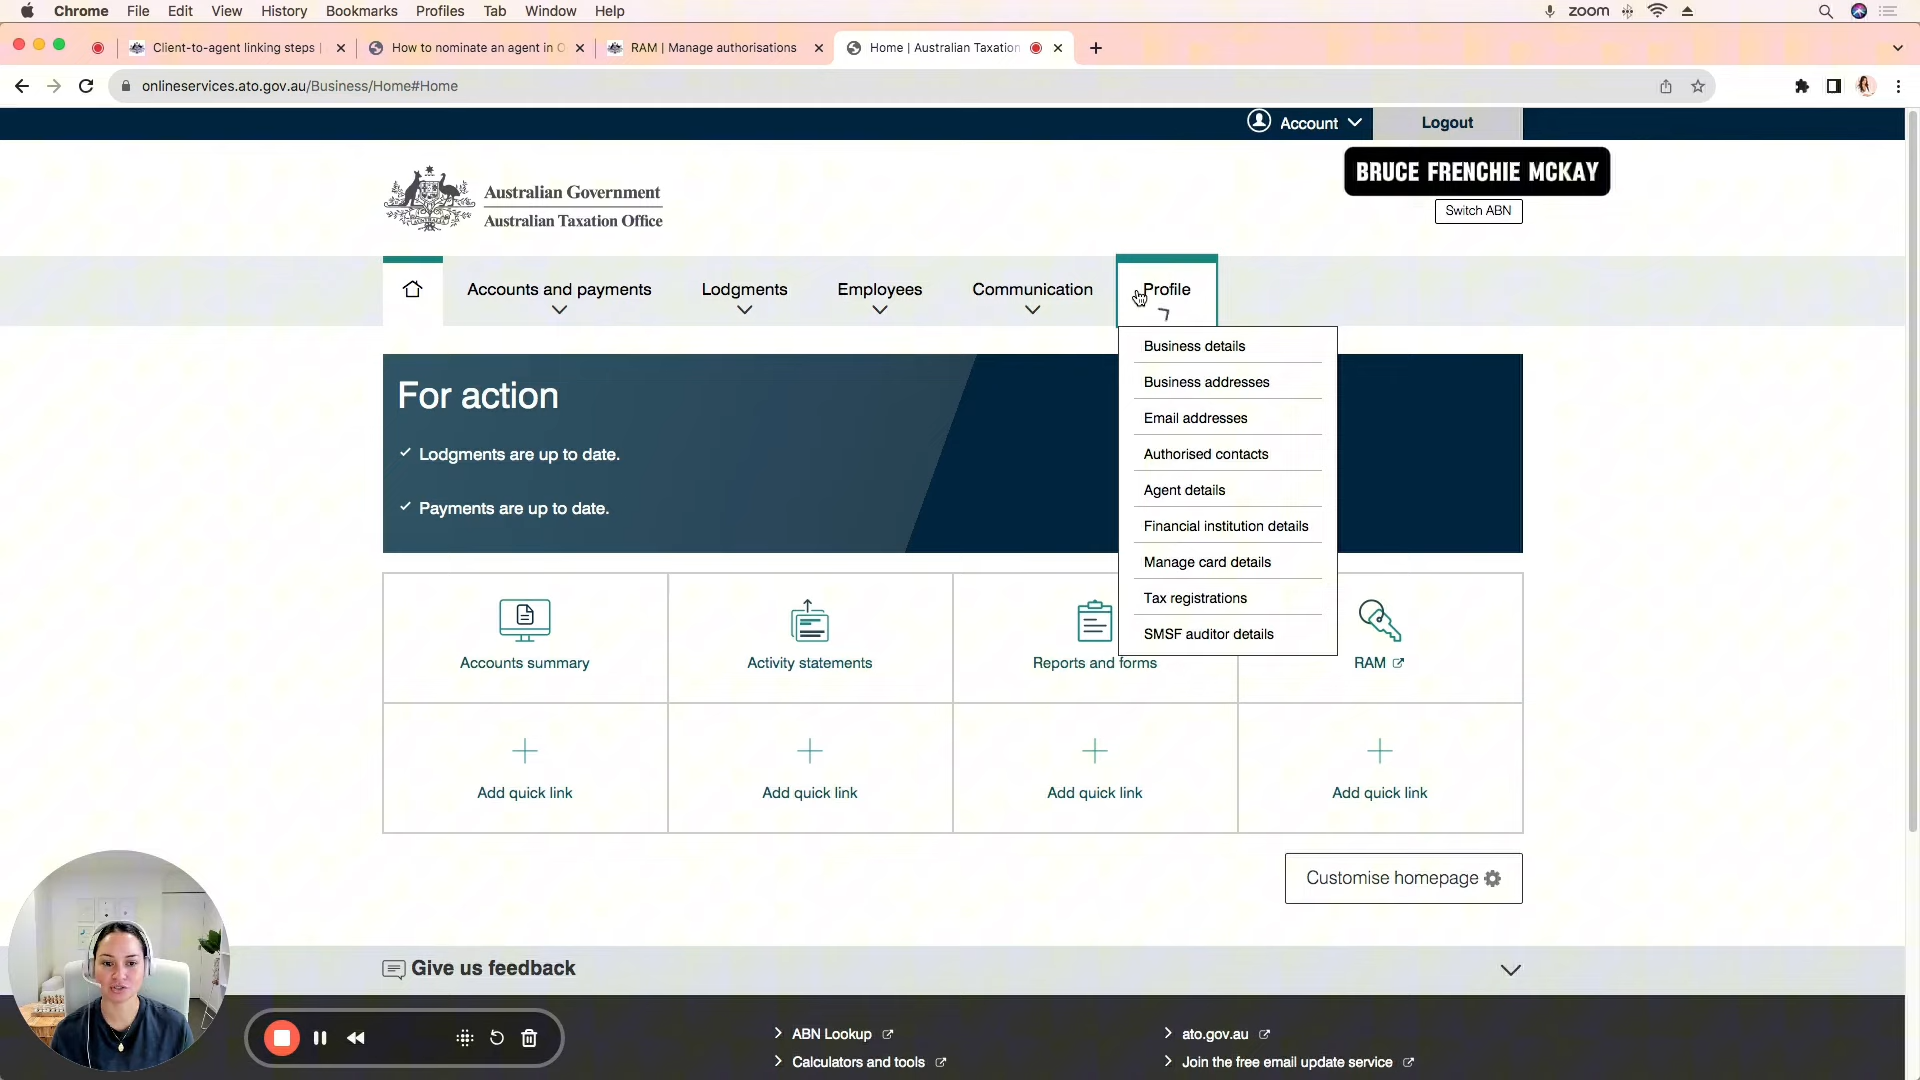 Chrome File Edit View History Bookmarks Profiles Tab Window Help zoom
Client-to-agent linking steps
How to nominate an agent in O
RAM | Manage authorisations
Home | Australian Taxation
onlineservices.ato.gov.au/Business/Home#Home
Account
Logout
BRUCE FRENCHIE MCKAY
Switch ABN
Australian Government
Australian Taxation Office
Accounts and payments
Lodgments
Employees
Communication
Profile
Business details
Business addresses
Email addresses
Authorised contacts
Agent details
Financial institution details
Manage card details
Tax registrations
SMSF auditor details
For action
Lodgments are up to date.
Payments are up to date.
Accounts summary
Activity statements
Reports and forms
RAM
Add quick link
Add quick link
Add quick link
Add quick link
Customise homepage
Give us feedback
ABN Lookup
ato.gov.au
Calculators and tools
Join the free email update service